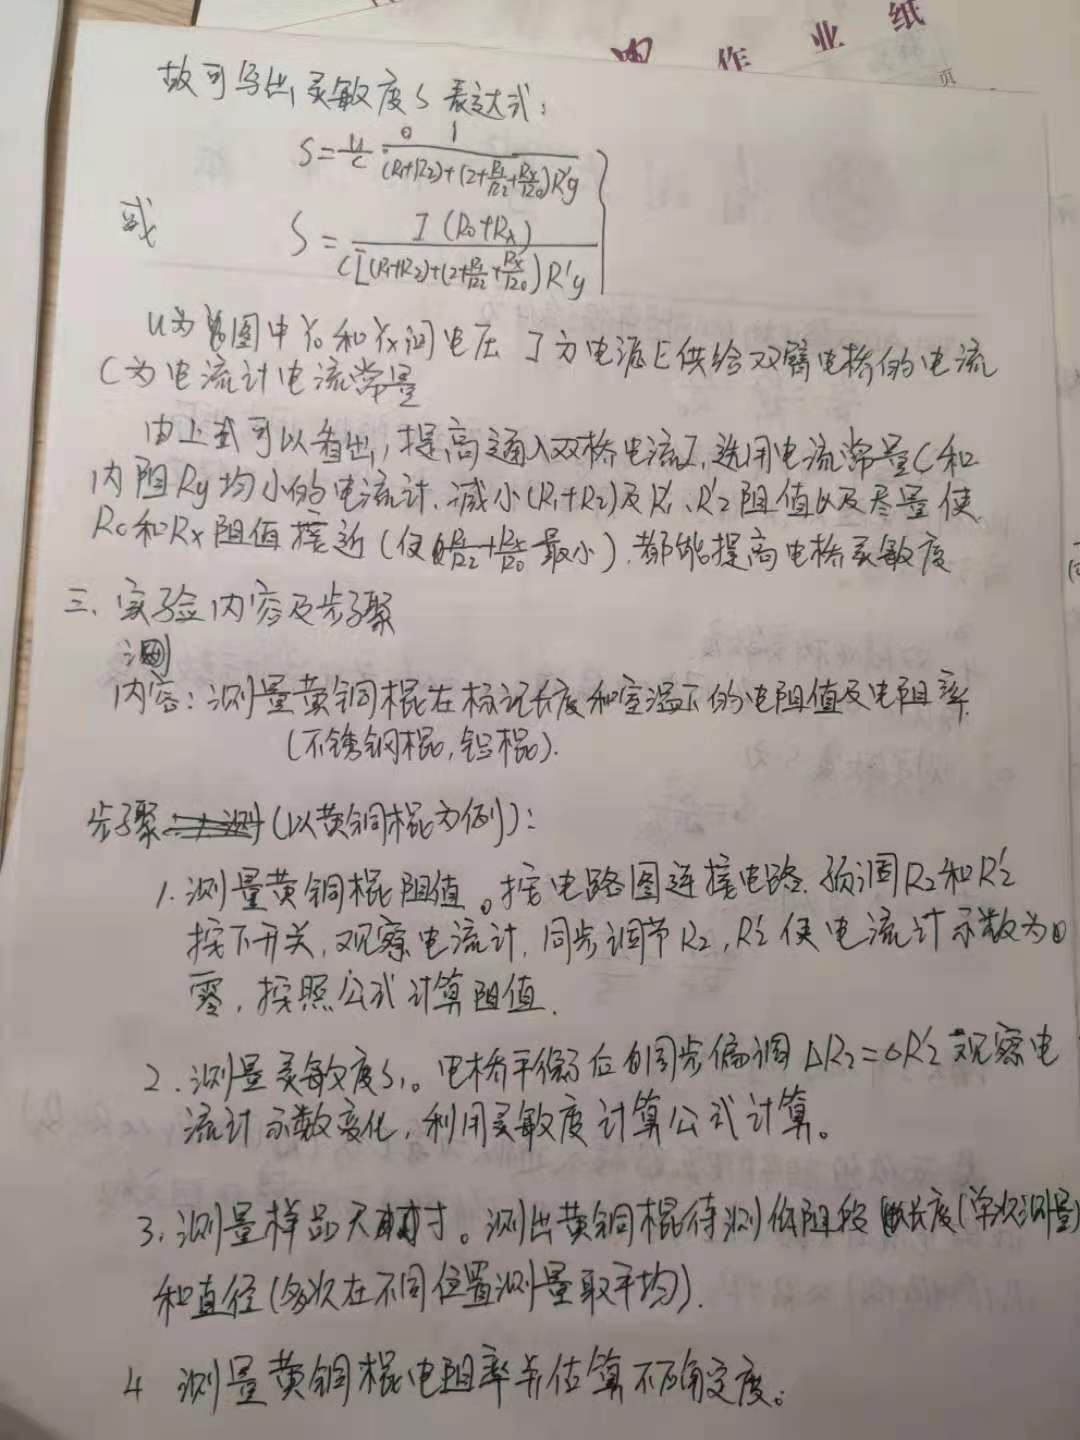 作业纸
页
故可写出灵敏度S表达式:
S=U/C · 1/((R₁+R₂)+(2+R₁/R₂+Rx/R₀)R'g)
或 S=I(R₀+Rx)/(C[(R₁+R₂)+(2+R₁/R₂+Rx/R₀)R'g)
U为图中r₀和rx间电压 I为电源E供给双臂电桥的电流
C为电流计电流常量
由上式可以看出,提高通入双桥电流I,选用电流常量C和
内阻Rg均小的电流计.减小(R₁+R₂)及R'₁、R'₂阻值以及尽量使
R₀和Rx阻值接近(仅R₁/R₂+Rx/R₀最小).都能提高电桥灵敏度
三、实验内容及步骤
内容:测量黄铜棍在标记长度和室温下的电阻值及电阻率.
(不锈钢棍,铝棍).
步骤(以黄铜棍为例):
1.测量黄铜棍阻值。按电路图连接电路.预调R₂和R'₂
按下开关,观察电流计,同步调节R₂,R'₂使电流计示数为
零,按照公式计算阻值.
2.测量灵敏度S,。电桥平衡后同步偏调ΔR₂=ΔR'₂观察电
流计示数变化,利用灵敏度计算公式计算。
3.测量样品尺寸。测出黄铜棍待测低阻段长度(单次测量)
和直径(多次在不同位置测量取平均).
4 测量黄铜棍电阻率并估算不确定度。